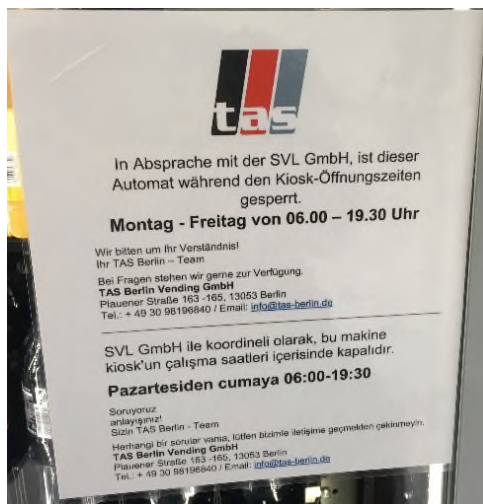 tas
In Absprache mit der SVL GmbH, ist dieser
Automat während den Kiosk-Öffnungszeiten
gesperrt.
Montag - Freitag von 06.00 – 19.30 Uhr
Wir bitten um Ihr Verständnis!
Ihr TAS Berlin – Team
Bei Fragen stehen wir gerne zur Verfügung.
TAS Berlin Vending GmbH
Plauener Straße 163 -165, 13053 Berlin
Tel.: + 49 30 98196840 / Email: info@tas-berlin.de
SVL GmbH ile koordineli olarak, bu makine
kiosk'un çalışma saatleri içerisinde kapalıdır.
Pazartesiden cumaya 06:00-19:30
Soruyoruz
anlayışınız!
Sizin TAS Berlin - Team
Herhangi bir sorular varsa, lütfen bizimle iletişime geçmekten çekinmeyin.
TAS Berlin Vending GmbH
Plauener Straße 163 -165, 13053 Berlin
Tel.: + 49 30 98196840 / Email: info@tas-berlin.de